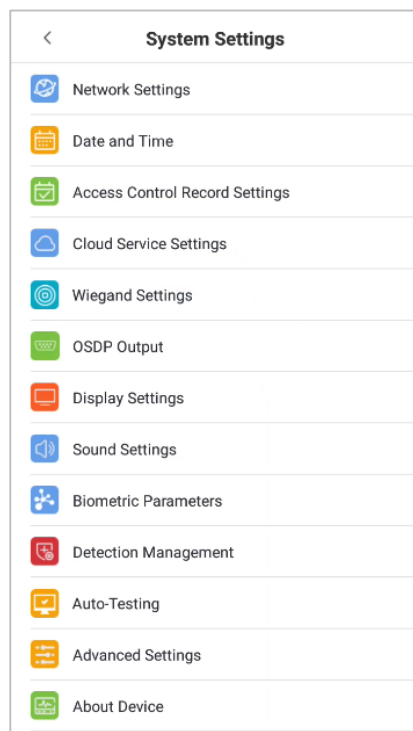 System Settings
Network Settings
Date and Time
Access Control Record Settings
Cloud Service Settings
Wiegand Settings
OSDP Output
Display Settings
Sound Settings
Biometric Parameters
Detection Management
Auto-Testing
Advanced Settings
About Device